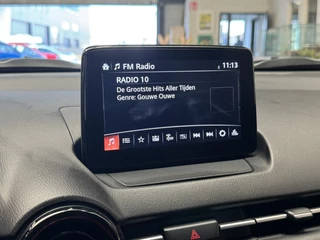 FM Radio 11:13
RADIO 10
De Grootste Hits Aller Tijden
Genre: Gouwe Ouwe